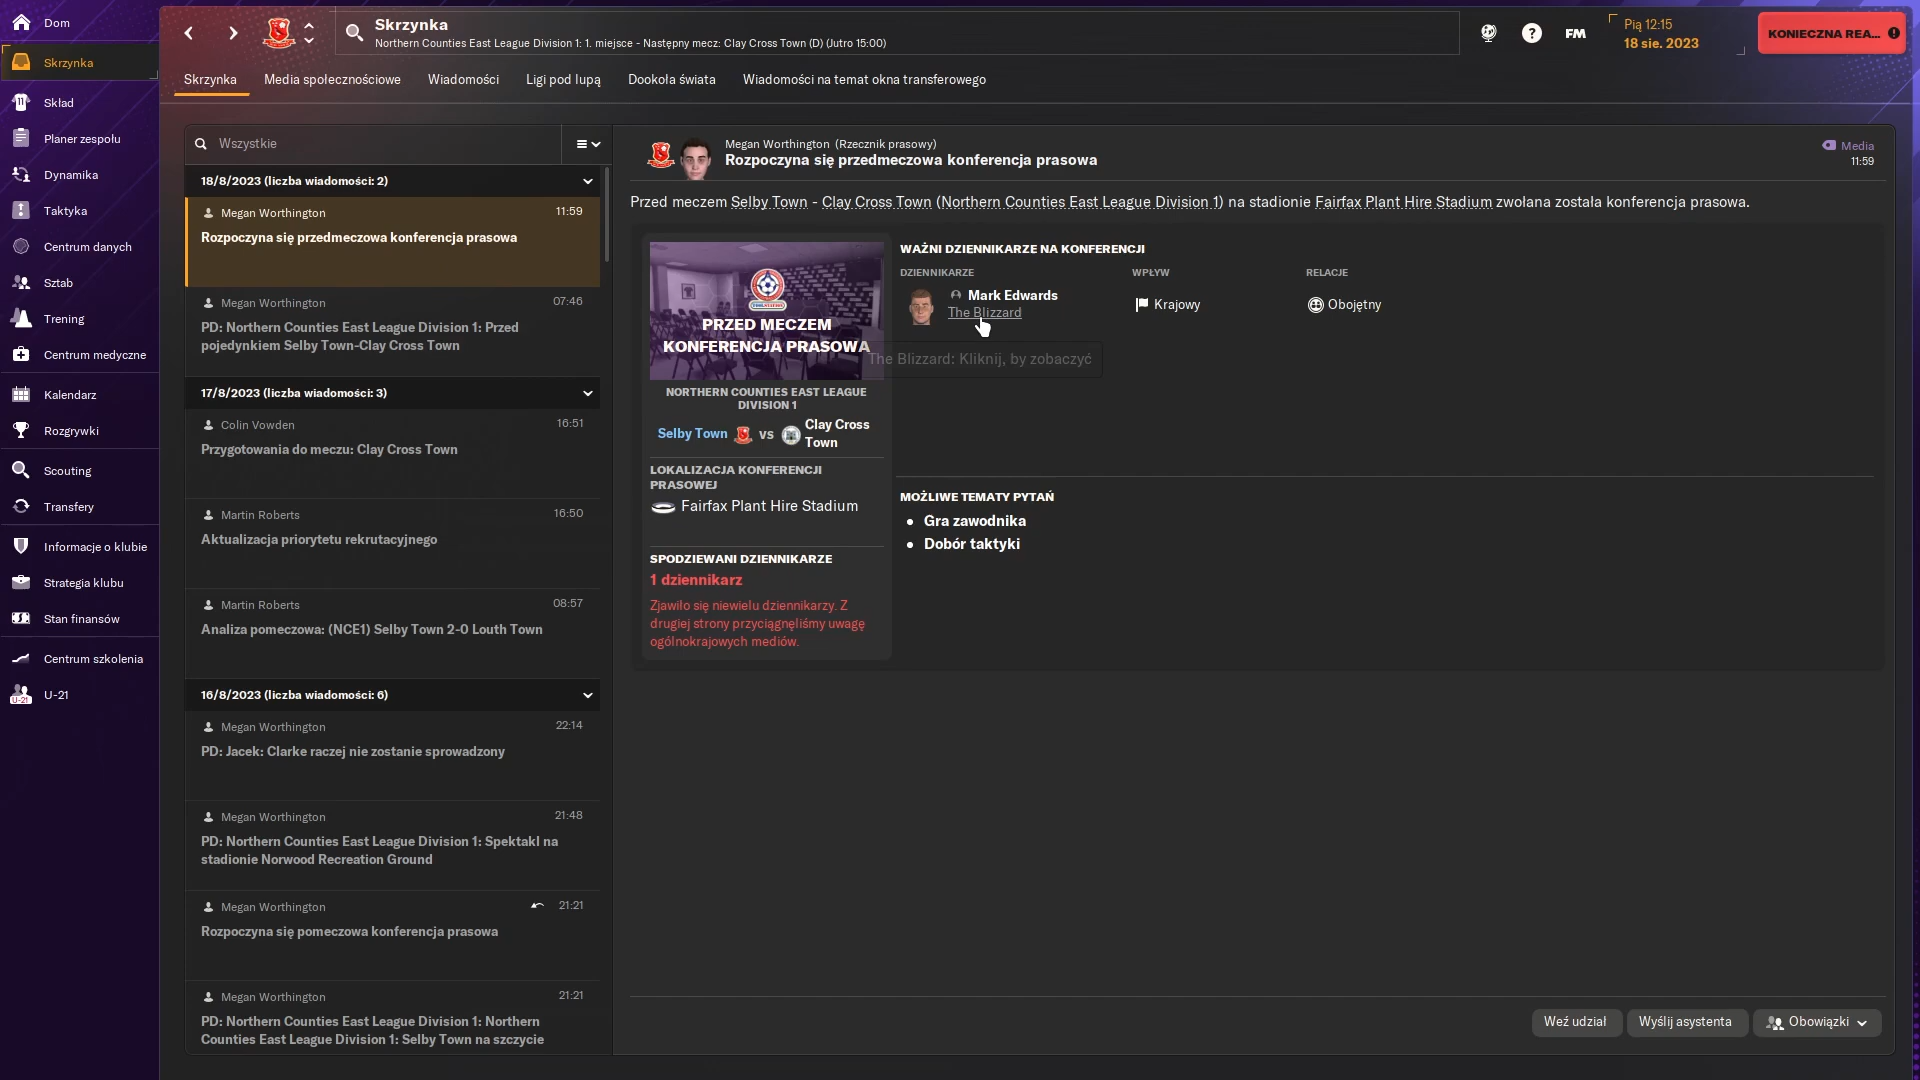 Dom
Skrzynka
Skład
Planer zespołu
Dynamika
Taktyka
Centrum danych
Sztab
Trening
Centrum medyczne
Kalendarz
Rozgrywki
Scouting
Transfery
Informacje o klubie
Strategia klubu
Stan finansów
Centrum szkolenia
U-21
U-21
Skrzynka
Northern Counties East League Division 1: 1. miejsce - Następny mecz: Clay Cross Town (D) (Jutro 15:00)
FM
Pią 12:15
18 sie. 2023
KONIECZNA REA...
Skrzynka
Media społecznościowe
Wiadomości
Ligi pod lupą
Dookoła świata
Wiadomości na temat okna transferowego
Wszystkie
18/8/2023 (liczba wiadomości: 2)
Megan Worthington 11:59
Rozpoczyna się przedmeczowa konferencja prasowa
Megan Worthington 07:46
PD: Northern Counties East League Division 1: Przed
pojedynkiem Selby Town-Clay Cross Town
17/8/2023 (liczba wiadomości: 3)
Colin Vowden 16:51
Przygotowania do meczu: Clay Cross Town
Martin Roberts 16:50
Aktualizacja priorytetu rekrutacyjnego
Martin Roberts 08:57
Analiza pomeczowa: (NCE1) Selby Town 2-0 Louth Town
16/8/2023 (liczba wiadomości: 6)
Megan Worthington 22:14
PD: Jacek: Clarke raczej nie zostanie sprowadzony
Megan Worthington 21:48
PD: Northern Counties East League Division 1: Spektakl na
stadionie Norwood Recreation Ground
Megan Worthington 21:21
Rozpoczyna się pomeczowa konferencja prasowa
Megan Worthington 21:21
PD: Northern Counties East League Division 1: Northern
Counties East League Division 1: Selby Town na szczycie
Megan Worthington (Rzecznik prasowy)
Rozpoczyna się przedmeczowa konferencja prasowa
Media
11:59
Przed meczem Selby Town - Clay Cross Town (Northern Counties East League Division 1) na stadionie Fairfax Plant Hire Stadium zwołana została konferencja prasowa.
PRZED MECZEM
KONFERENCJA PRASOWA
NORTHERN COUNTIES EAST LEAGUE
DIVISION 1
Selby Town vs Clay Cross
Town
LOKALIZACJA KONFERENCJI
PRASOWEJ
Fairfax Plant Hire Stadium
SPODZIEWANI DZIENNIKARZE
1 dziennikarz
Zjawiło się niewielu dziennikarzy. Z
drugiej strony przyciągnęliśmy uwagę
ogólnokrajowych mediów.
WAŻNI DZIENNIKARZE NA KONFERENCJI
DZIENNIKARZE WPŁYW RELACJE
Mark Edwards
The Blizzard
Krajowy
Obojętny
The Blizzard: Kliknij, by zobaczyć
MOŻLIWE TEMATY PYTAŃ
• Gra zawodnika
• Dobór taktyki
Weź udział
Wyślij asystenta
Obowiązki